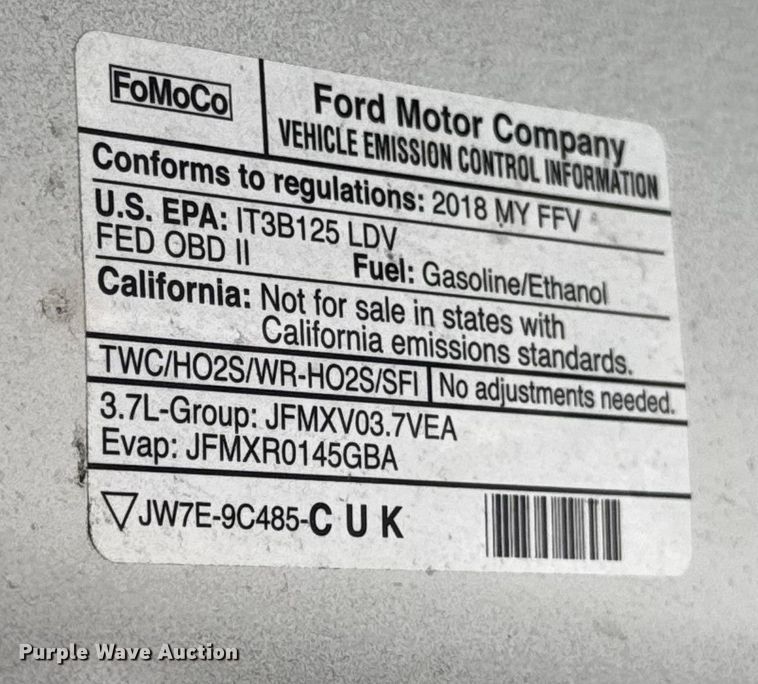 FoMoCo
Ford Motor Company
VEHICLE EMISSION CONTROL INFORMATION
Conforms to regulations: 2018 MY FFV
U.S. EPA: IT3B125 LDV
FED OBD II Fuel: Gasoline/Ethanol
California: Not for sale in states with
California emissions standards.
TWC/HO2S/WR-HO2S/SFI No adjustments needed.
3.7L-Group: JFMXV03.7VEA
Evap: JFMXR0145GBA
▽JW7E-9C485-C U K
Purple Wave Auction